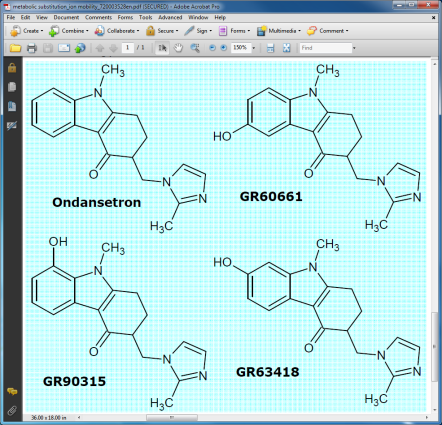 metabolic substitution_ion mobility_720003528en.pdf (SECURED) - Adobe Acrobat Pro
File Edit View Document Comments Forms Tools Advanced Window Help
Create Combine Collaborate Secure Sign Forms Multimedia Comment
1 / 1 150% Find
CH₃ CH₃
N N
HO
O N O N
N N
Ondansetron GR60661
H₃C H₃C
OH
CH₃ HO CH₃
N N
O N O N
N N
GR90315 GR63418
H₃C H₃C
36.00 x 18.00 in